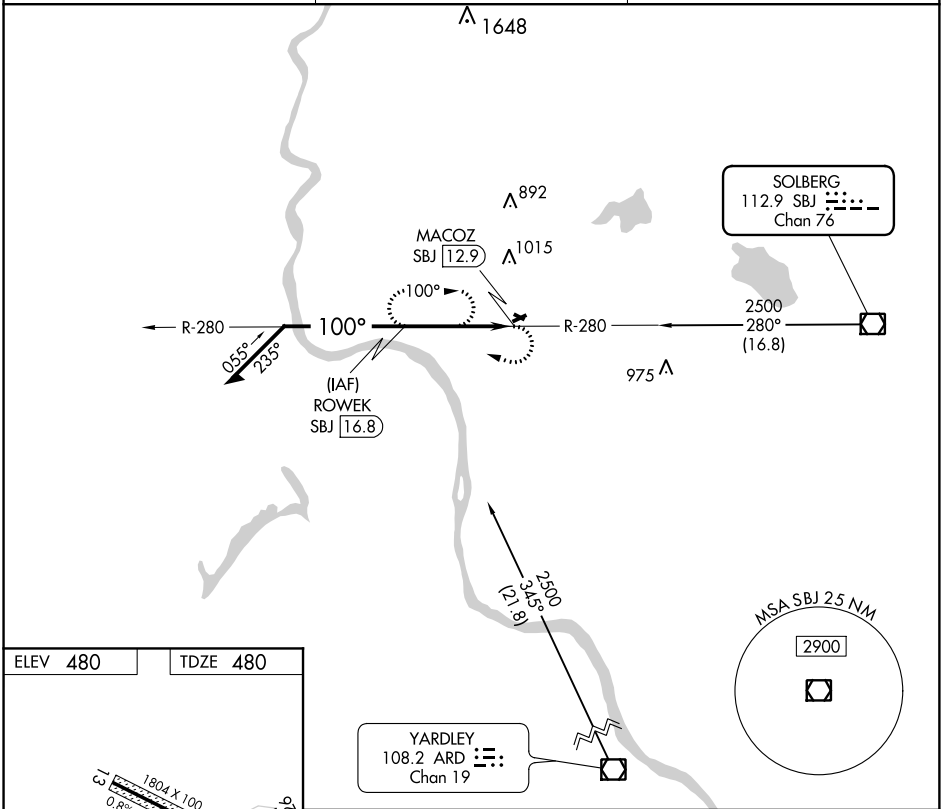 1648
892
1015
MACOZ
SBJ 12.9
SOLBERG
112.9 SBJ
Chan 76
100°
R-280
100°
R-280
2500
280°
(16.8)
055°
235°
(IAF)
ROWEK
SBJ 16.8
975
2500
345°
(21.8)
MSA SBJ 25 NM
2900
YARDLEY
108.2 ARD
Chan 19
ELEV 480
TDZE 480
13
1804 X 100